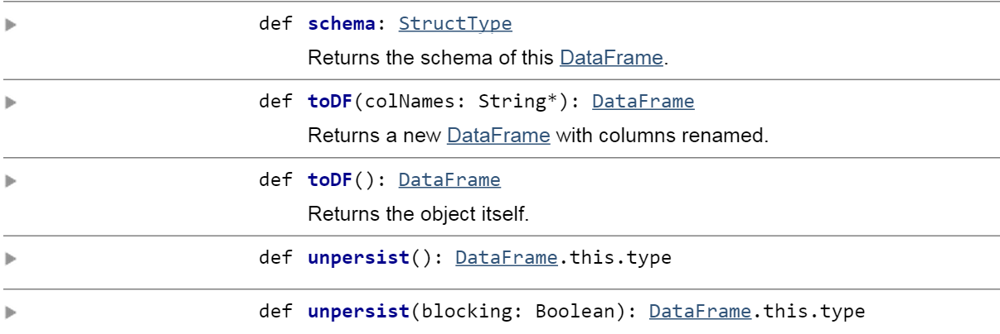 def schema: StructType
Returns the schema of this DataFrame.
def toDF(colNames: String*): DataFrame
Returns a new DataFrame with columns renamed.
def toDF(): DataFrame
Returns the object itself.
def unpersist(): DataFrame.this.type
def unpersist(blocking: Boolean): DataFrame.this.type